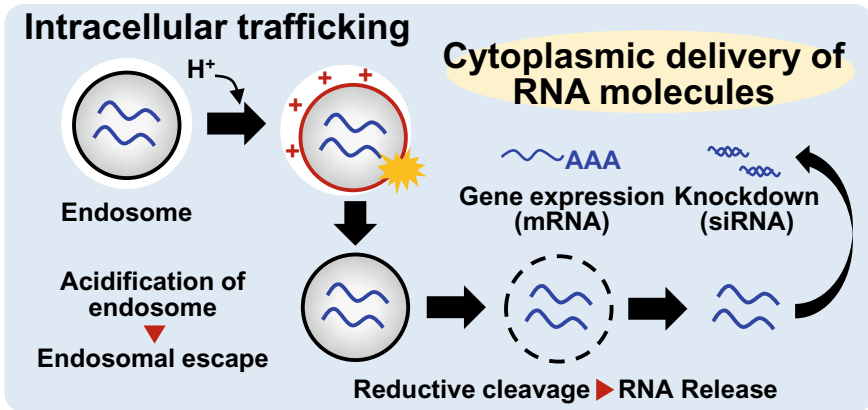 Intracellular trafficking
H+
Cytoplasmic delivery of
RNA molecules
+ + + + +
AAA
Endosome
Gene expression
(mRNA)
Knockdown
(siRNA)
Acidification of
endosome
Endosomal escape
Reductive cleavage ▶ RNA Release